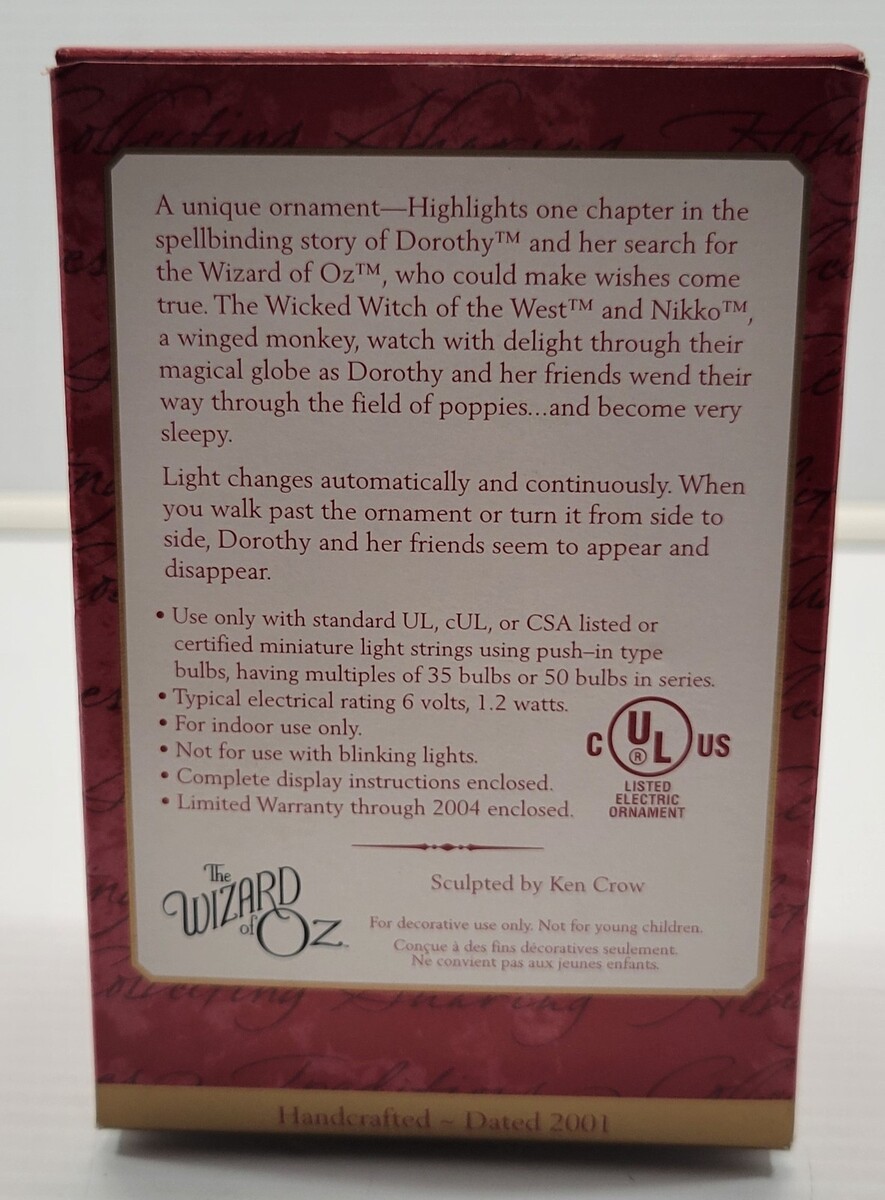 Collecting Sharing
A unique ornament—Highlights one chapter in the
spellbinding story of Dorothy™ and her search for
the Wizard of Oz™, who could make wishes come
true. The Wicked Witch of the West™ and Nikko™,
a winged monkey, watch with delight through their
magical globe as Dorothy and her friends wend their
way through the field of poppies...and become very
sleepy.
Light changes automatically and continuously. When
you walk past the ornament or turn it from side to
side, Dorothy and her friends seem to appear and
disappear.
• Use only with standard UL, cUL, or CSA listed or
certified miniature light strings using push–in type
bulbs, having multiples of 35 bulbs or 50 bulbs in series.
• Typical electrical rating 6 volts, 1.2 watts.
• For indoor use only.
• Not for use with blinking lights.
• Complete display instructions enclosed.
• Limited Warranty through 2004 enclosed.
C UL® US
LISTED
ELECTRIC
ORNAMENT
The
WIZARD
of OZ™
Sculpted by Ken Crow
For decorative use only. Not for young children.
Conçue à des fins décoratives seulement.
Ne convient pas aux jeunes enfants.
Collecting Sharing
Traditions
Handcrafted ~ Dated 2001